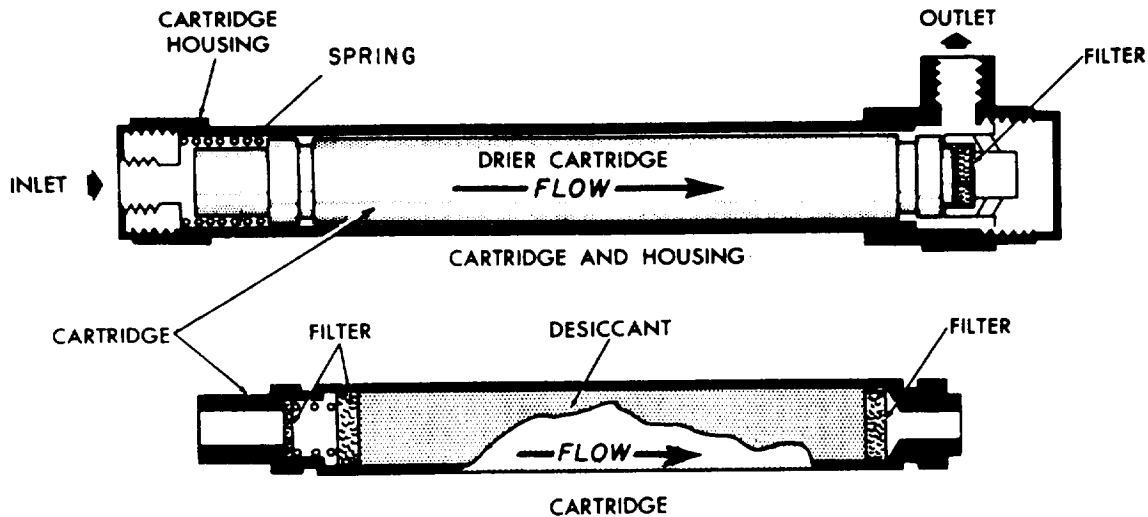 CARTRIDGE
HOUSING
SPRING
OUTLET
FILTER
INLET
DRIER CARTRIDGE
FLOW
CARTRIDGE AND HOUSING
CARTRIDGE
FILTER
DESICCANT
FILTER
FLOW
CARTRIDGE